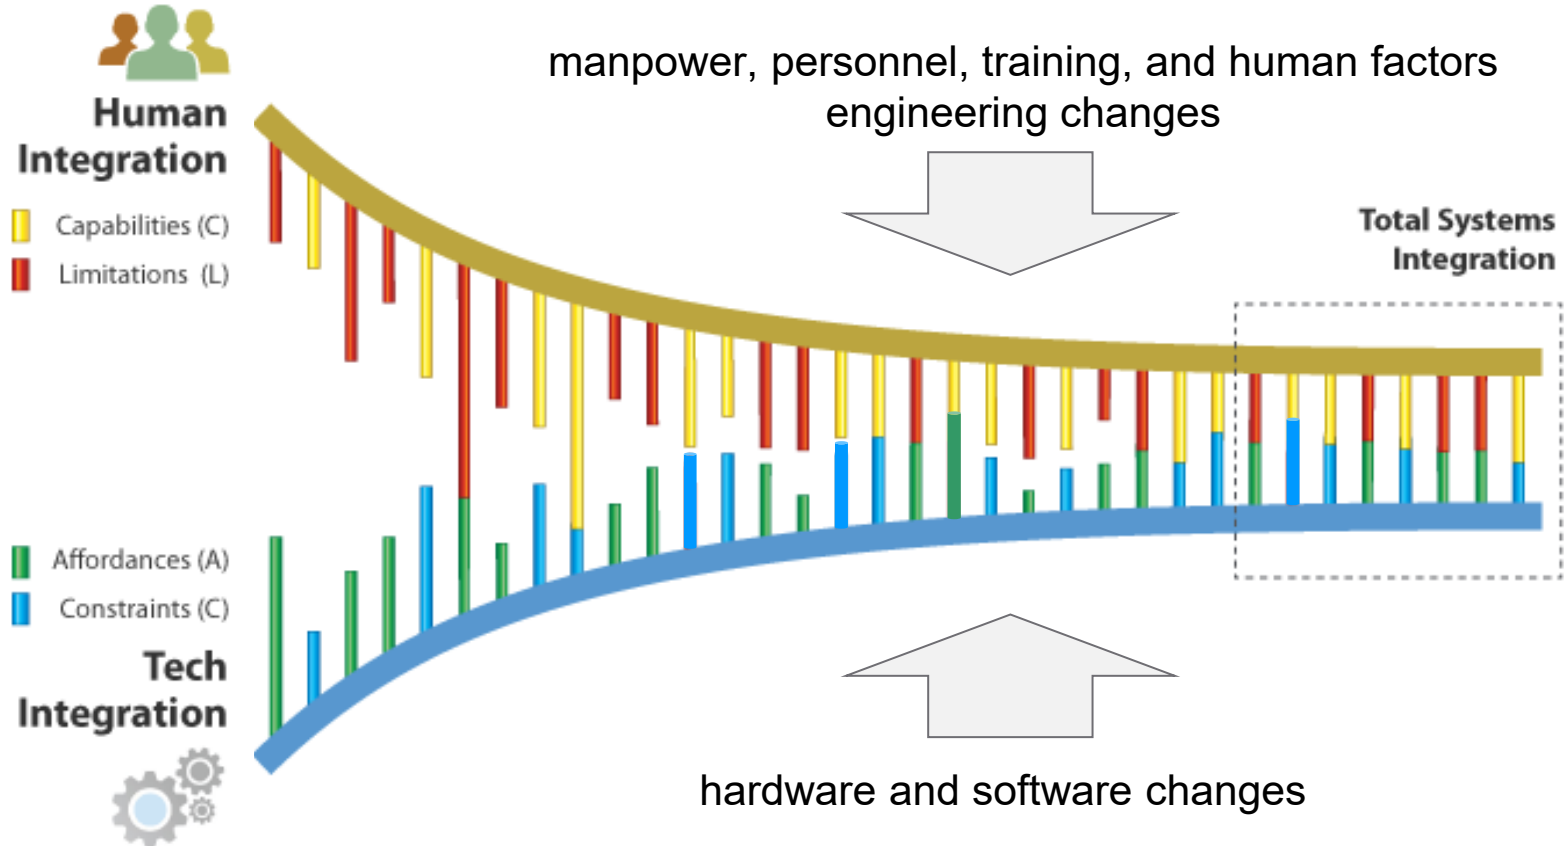 manpower, personnel, training, and human factors
engineering changes
Human
Integration
Capabilities (C)
Limitations (L)
Total Systems
Integration
Affordances (A)
Constraints (C)
Tech
Integration
hardware and software changes